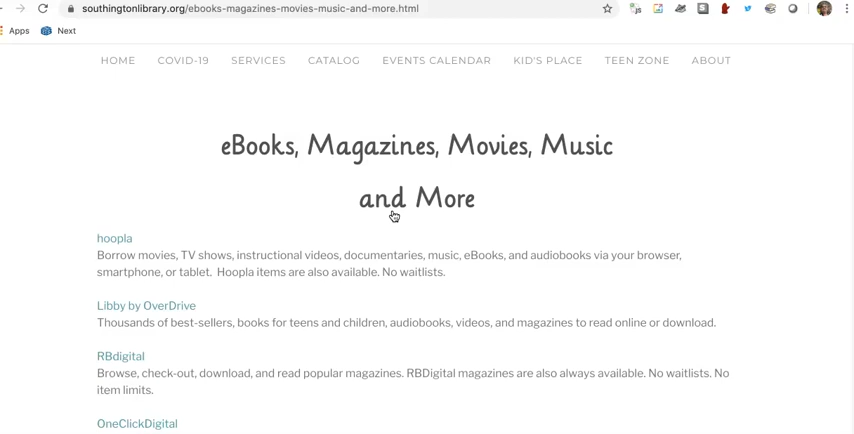 southingtonlibrary.org/ebooks-magazines-movies-music-and-more.html
Apps Next
HOME COVID-19 SERVICES CATALOG EVENTS CALENDAR KID'S PLACE TEEN ZONE ABOUT
eBooks, Magazines, Movies, Music
and More
hoopla
Borrow movies, TV shows, instructional videos, documentaries, music, eBooks, and audiobooks via your browser,
smartphone, or tablet.  Hoopla items are also available. No waitlists.
Libby by OverDrive
Thousands of best-sellers, books for teens and children, audiobooks, videos, and magazines to read online or download.
RBdigital
Browse, check-out, download, and read popular magazines. RBDigital magazines are also always available. No waitlists. No
item limits.
OneClickDigital